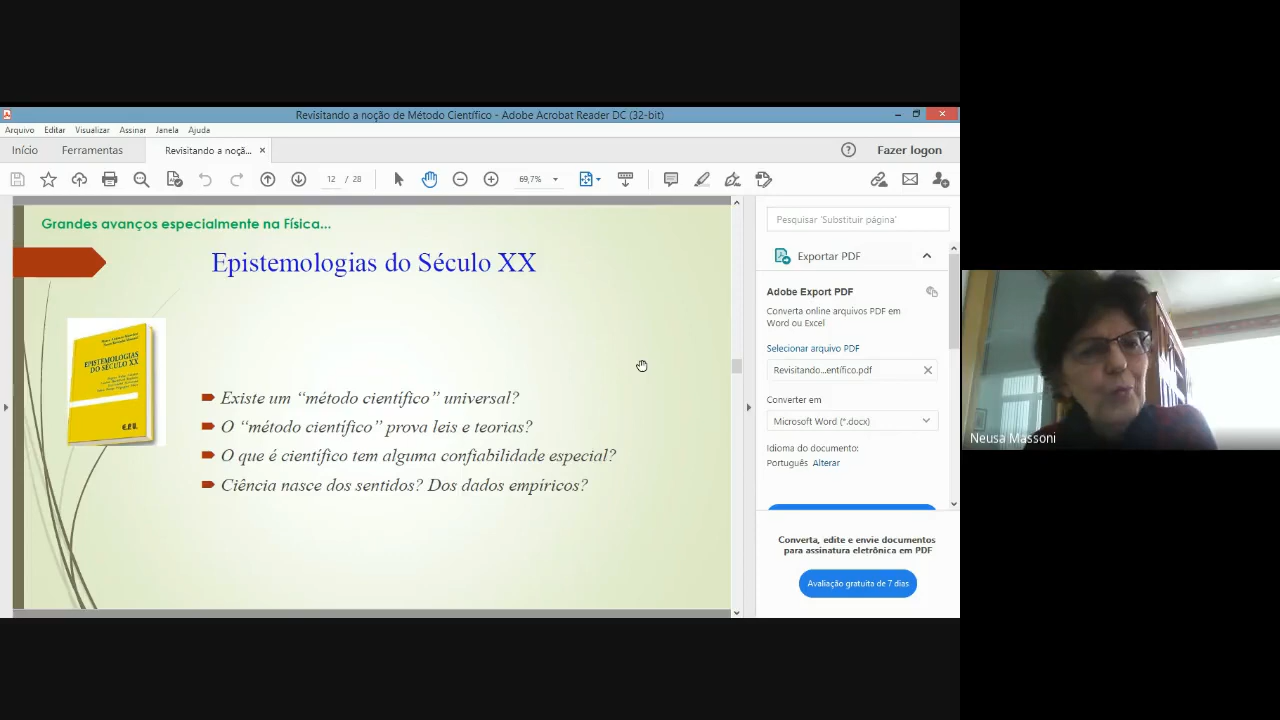 Revisitando a noção de Método Científico - Adobe Acrobat Reader DC (32-bit)
Arquivo Editar Visualizar Assinar Janela Ajuda
Início Ferramentas Revisitando a noçã... ×
Fazer logon
12 / 28 69,7%
Grandes avanços especialmente na Física...
Epistemologias do Século XX
EPISTEMOLOGIAS
DO SÉCULO XX
E.P.U.
Existe um “método científico” universal?
O “método científico” prova leis e teorias?
O que é científico tem alguma confiabilidade especial?
Ciência nasce dos sentidos? Dos dados empíricos?
Pesquisar 'Substituir página'
Exportar PDF
Adobe Export PDF
Converta online arquivos PDF em
Word ou Excel
Selecionar arquivo PDF
Revisitando...entífico.pdf
Converter em
Microsoft Word (*.docx)
Idioma do documento:
Português Alterar
Converta, edite e envie documentos
para assinatura eletrônica em PDF
Avaliação gratuita de 7 dias
Neusa Massoni